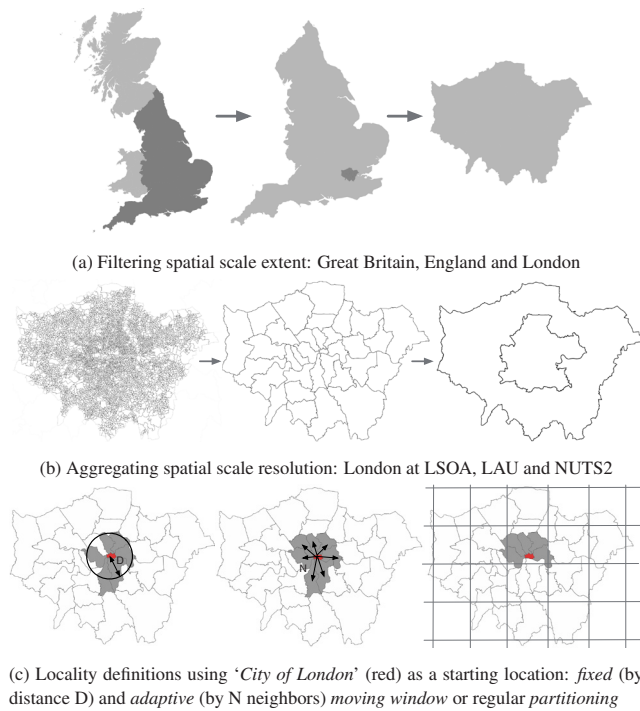 (a) Filtering spatial scale extent: Great Britain, England and London
(b) Aggregating spatial scale resolution: London at LSOA, LAU and NUTS2
D
N
(c) Locality definitions using ‘City of London’ (red) as a starting location: fixed (by
distance D) and adaptive (by N neighbors) moving window or regular partitioning